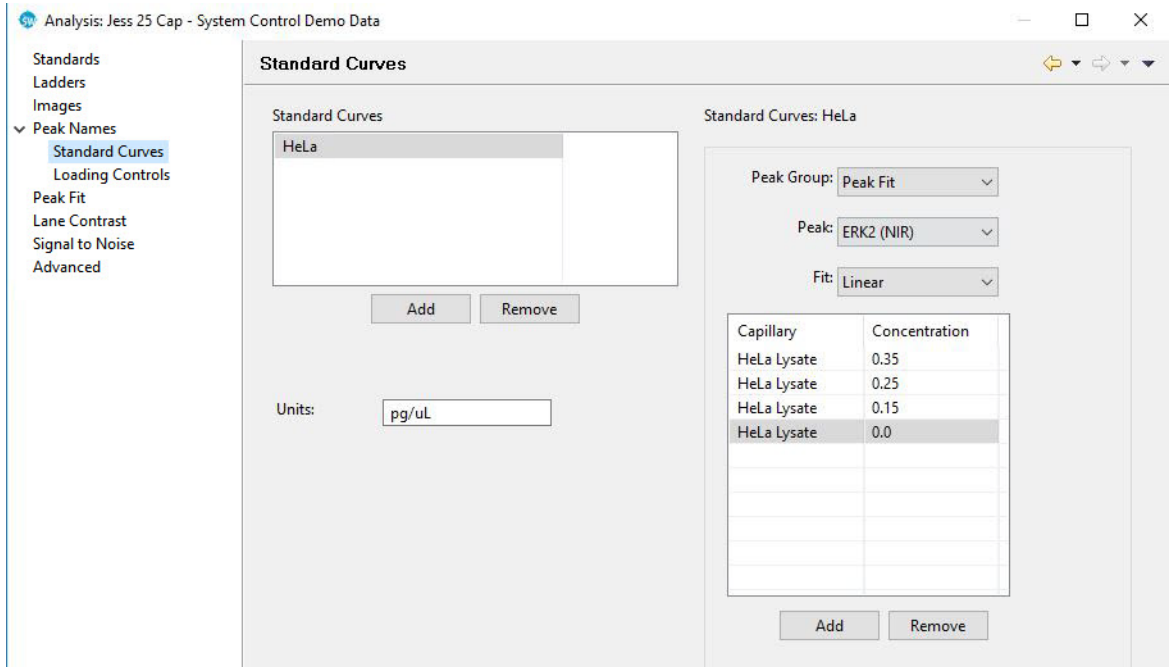 SW Analysis: Jess 25 Cap - System Control Demo Data
Standards
Ladders
Images
Peak Names
Standard Curves
Loading Controls
Peak Fit
Lane Contrast
Signal to Noise
Advanced
Standard Curves
Standard Curves
HeLa
Add Remove
Units: pg/uL
Standard Curves: HeLa
Peak Group: Peak Fit
Peak: ERK2 (NIR)
Fit: Linear
Capillary Concentration
HeLa Lysate 0.35
HeLa Lysate 0.25
HeLa Lysate 0.15
HeLa Lysate 0.0
Add Remove